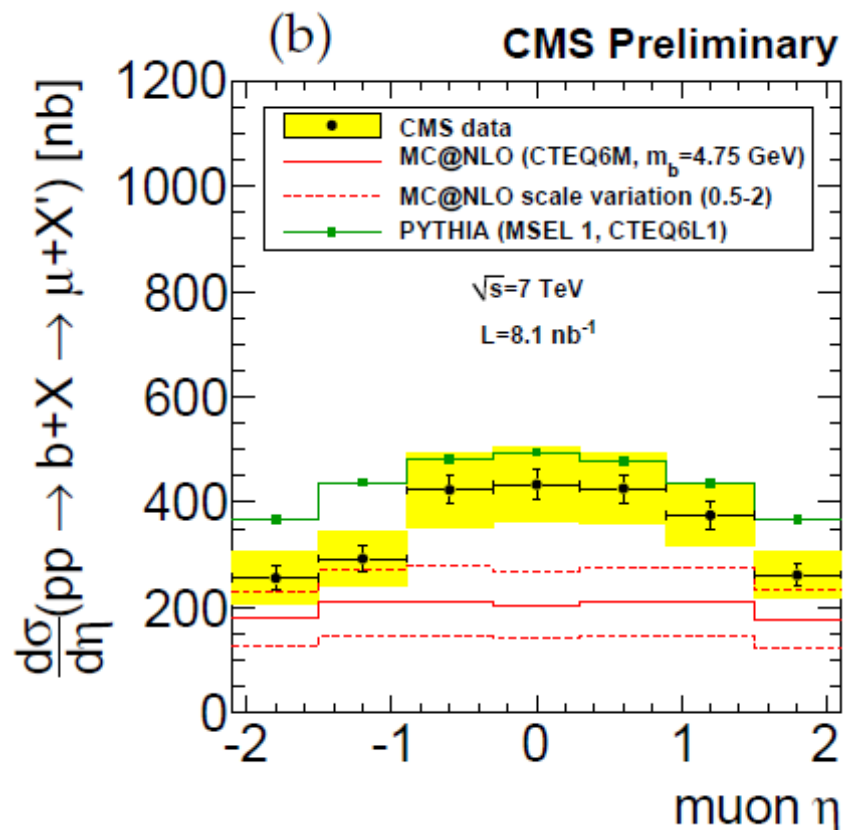 (b) CMS Preliminary
dσ/dη (pp → b+X → μ+X') [nb]
1200
1000
800
600
400
200
0
CMS data
MC@NLO (CTEQ6M, m_b=4.75 GeV)
MC@NLO scale variation (0.5-2)
PYTHIA (MSEL 1, CTEQ6L1)
√s=7 TeV
L=8.1 nb⁻¹
-2 -1 0 1 2
muon η